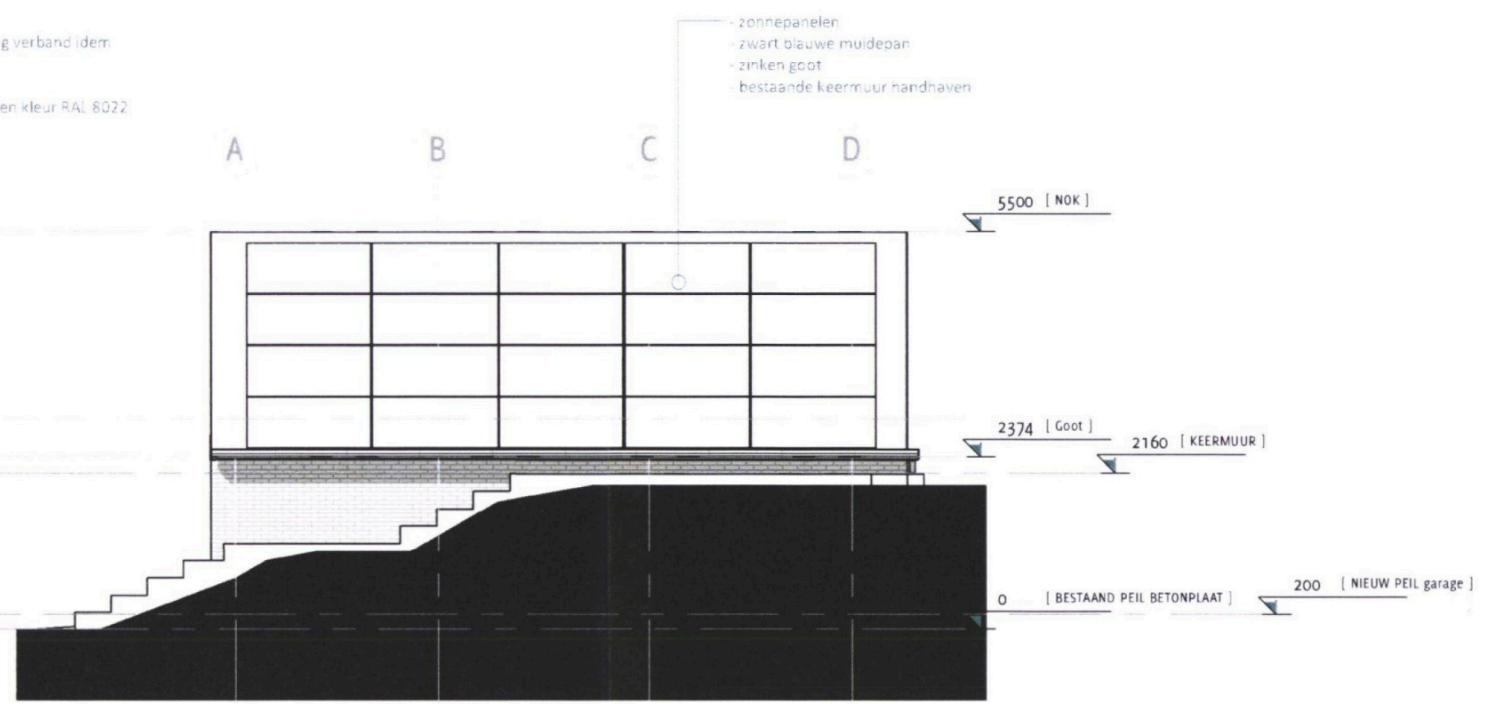 g verband idem
en kleur RAL 8022
- zonnepanelen
- zwart blauwe muldepan
- zinken goot
- bestaande keermuur handhaven
A B C D
5500 [ NOK ]
2374 [ Goot ]
2160 [ KEERMUUR ]
0 [ BESTAAND PEIL BETONPLAAT ]
200 [ NIEUW PEIL garage ]